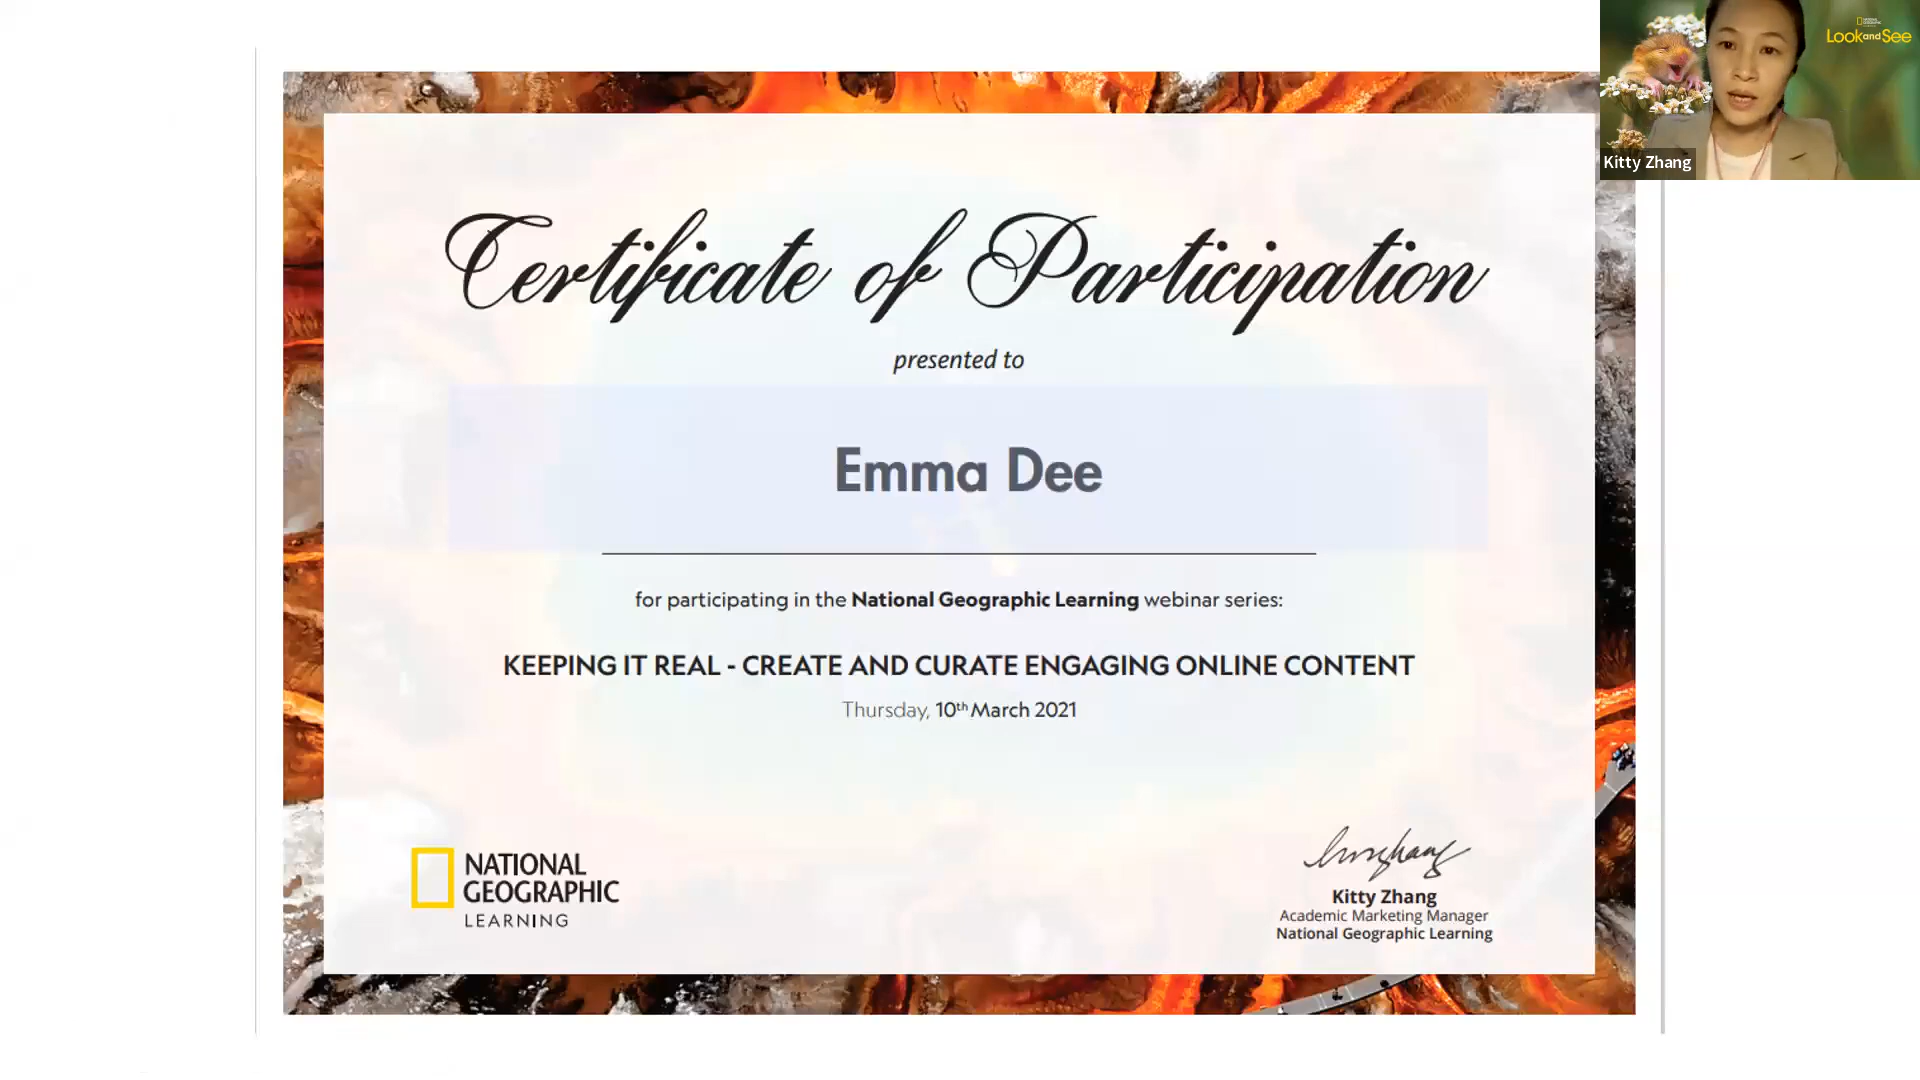 Certificate of Participation
presented to
Emma Dee
for participating in the National Geographic Learning webinar series:
KEEPING IT REAL - CREATE AND CURATE ENGAGING ONLINE CONTENT
Thursday, 10th March 2021
NATIONAL
GEOGRAPHIC
LEARNING
Kitty Zhang
Academic Marketing Manager
National Geographic Learning
Look and See
Kitty Zhang